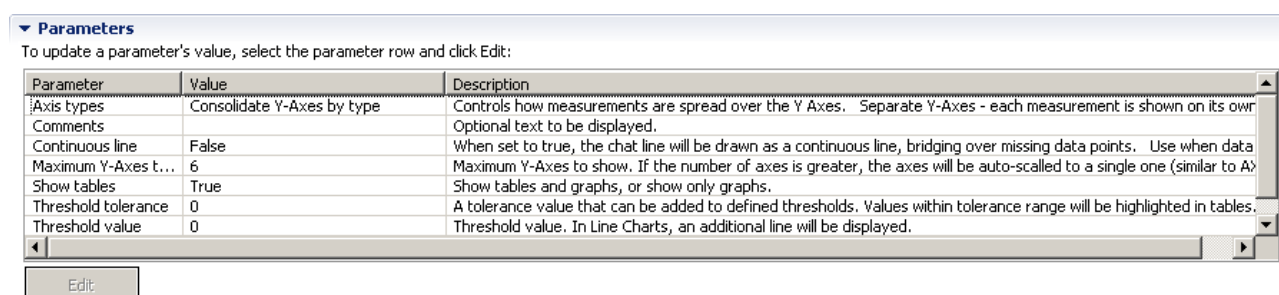 Parameters
To update a parameter's value, select the parameter row and click Edit:
Parameter Value Description
Axis types Consolidate Y-Axes by type Controls how measurements are spread over the Y Axes. Separate Y-Axes - each measurement is shown on its own
Comments Optional text to be displayed.
Continuous line False When set to true, the chat line will be drawn as a continuous line, bridging over missing data points. Use when data
Maximum Y-Axes t... 6 Maximum Y-Axes to show. If the number of axes is greater, the axes will be auto-scalled to a single one (similar to AX
Show tables True Show tables and graphs, or show only graphs.
Threshold tolerance 0 A tolerance value that can be added to defined thresholds. Values within tolerance range will be highlighted in tables.
Threshold value 0 Threshold value. In Line Charts, an additional line will be displayed.
Edit